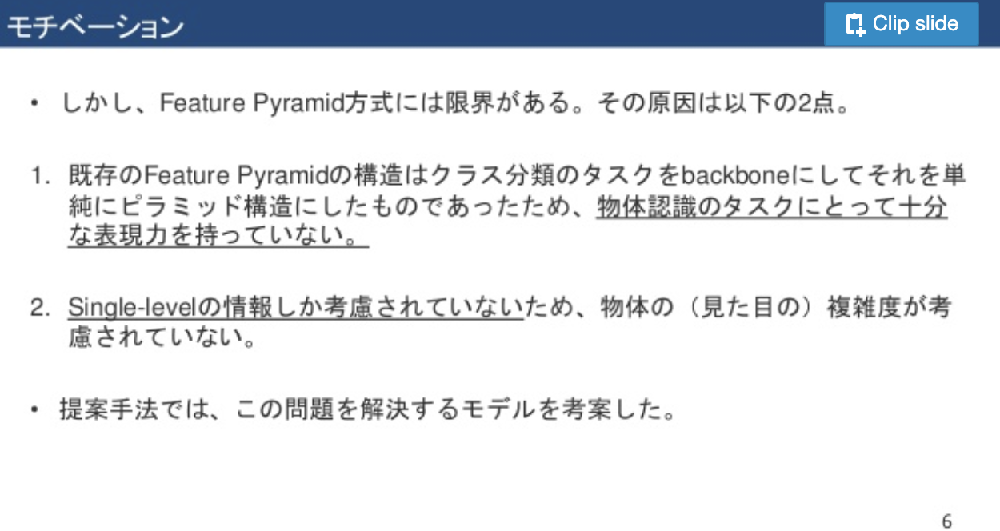 モチベーション
Clip slide
• しかし、Feature Pyramid方式には限界がある。その原因は以下の2点。
1. 既存のFeature Pyramidの構造はクラス分類のタスクをbackboneにしてそれを単
純にピラミッド構造にしたものであったため、物体認識のタスクにとって十分
な表現力を持っていない。
2. Single-levelの情報しか考慮されていないため、物体の（見た目の）複雑度が考
慮されていない。
• 提案手法では、この問題を解決するモデルを考案した。
6